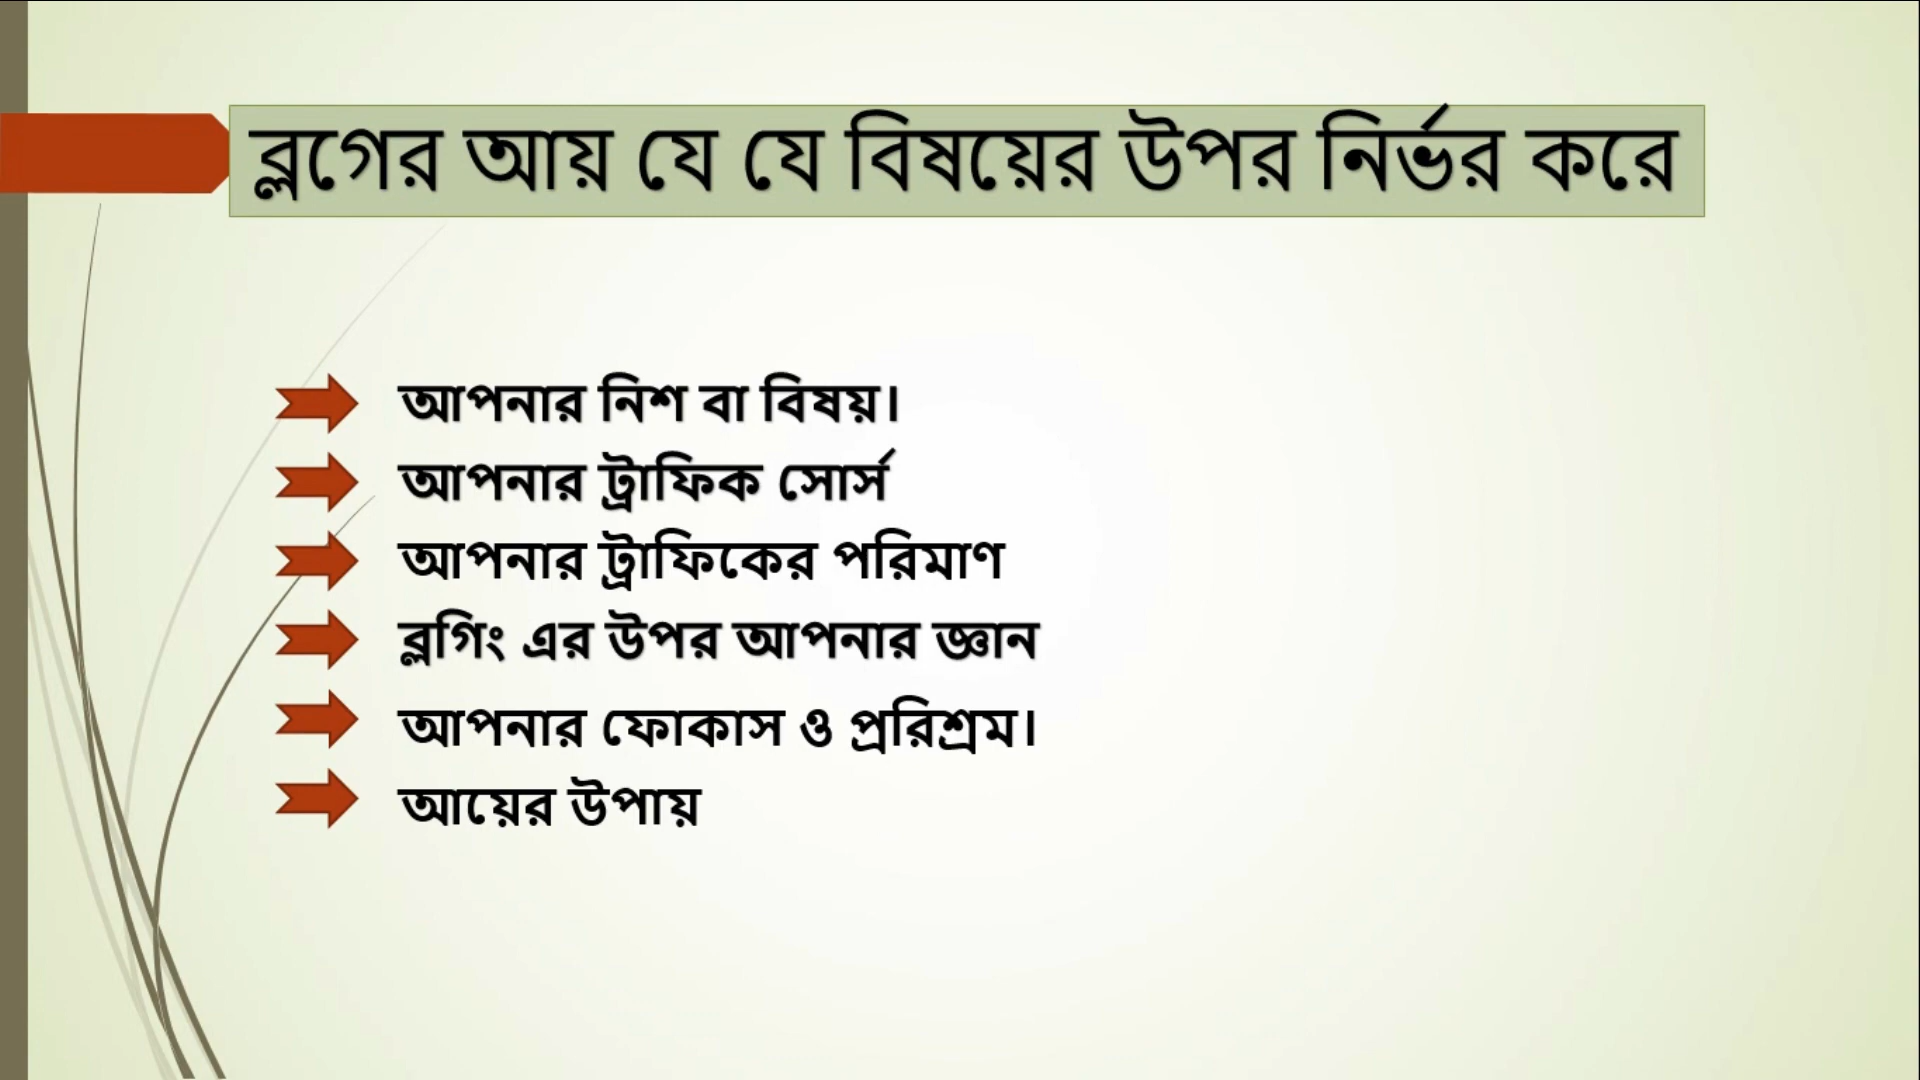 ব্লগের আয় যে যে বিষয়ের উপর নির্ভর করে
আপনার নিশ বা বিষয়।
আপনার ট্রাফিক সোর্স
আপনার ট্রাফিকের পরিমাণ
ব্লগিং এর উপর আপনার জ্ঞান
আপনার ফোকাস ও প্ররিশ্রম।
আয়ের উপায়